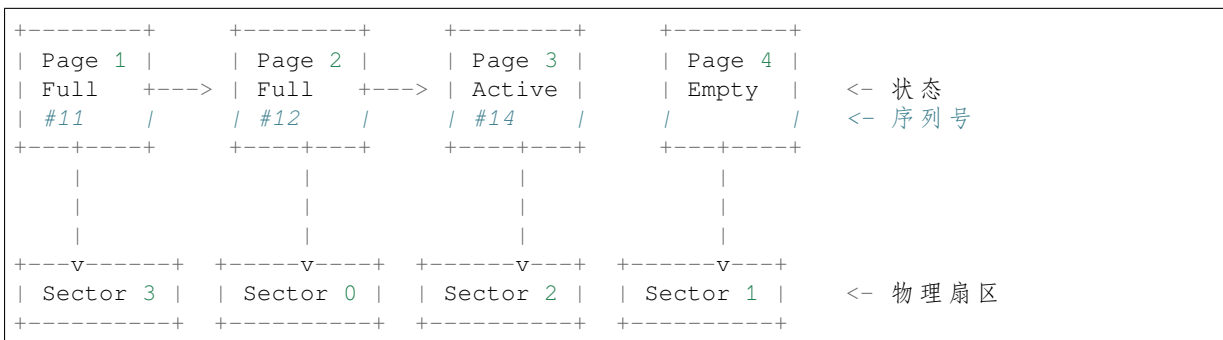 +--------+     +--------+     +--------+     +--------+
| Page 1 |     | Page 2 |     | Page 3 |     | Page 4 |
| Full   +---> | Full   +---> | Active |     | Empty  |   <- 状态
| #11    |     | #12    |     | #14    |     |        |   <- 序列号
+---+----+     +----+---+     +----+---+     +---+----+
    |               |              |             |
    |               |              |             |
    |               |              |             |
+---v------+  +-----v----+  +------v---+  +------v---+
| Sector 3 |  | Sector 0 |  | Sector 2 |  | Sector 1 |    <- 物理扇区
+----------+  +----------+  +----------+  +----------+